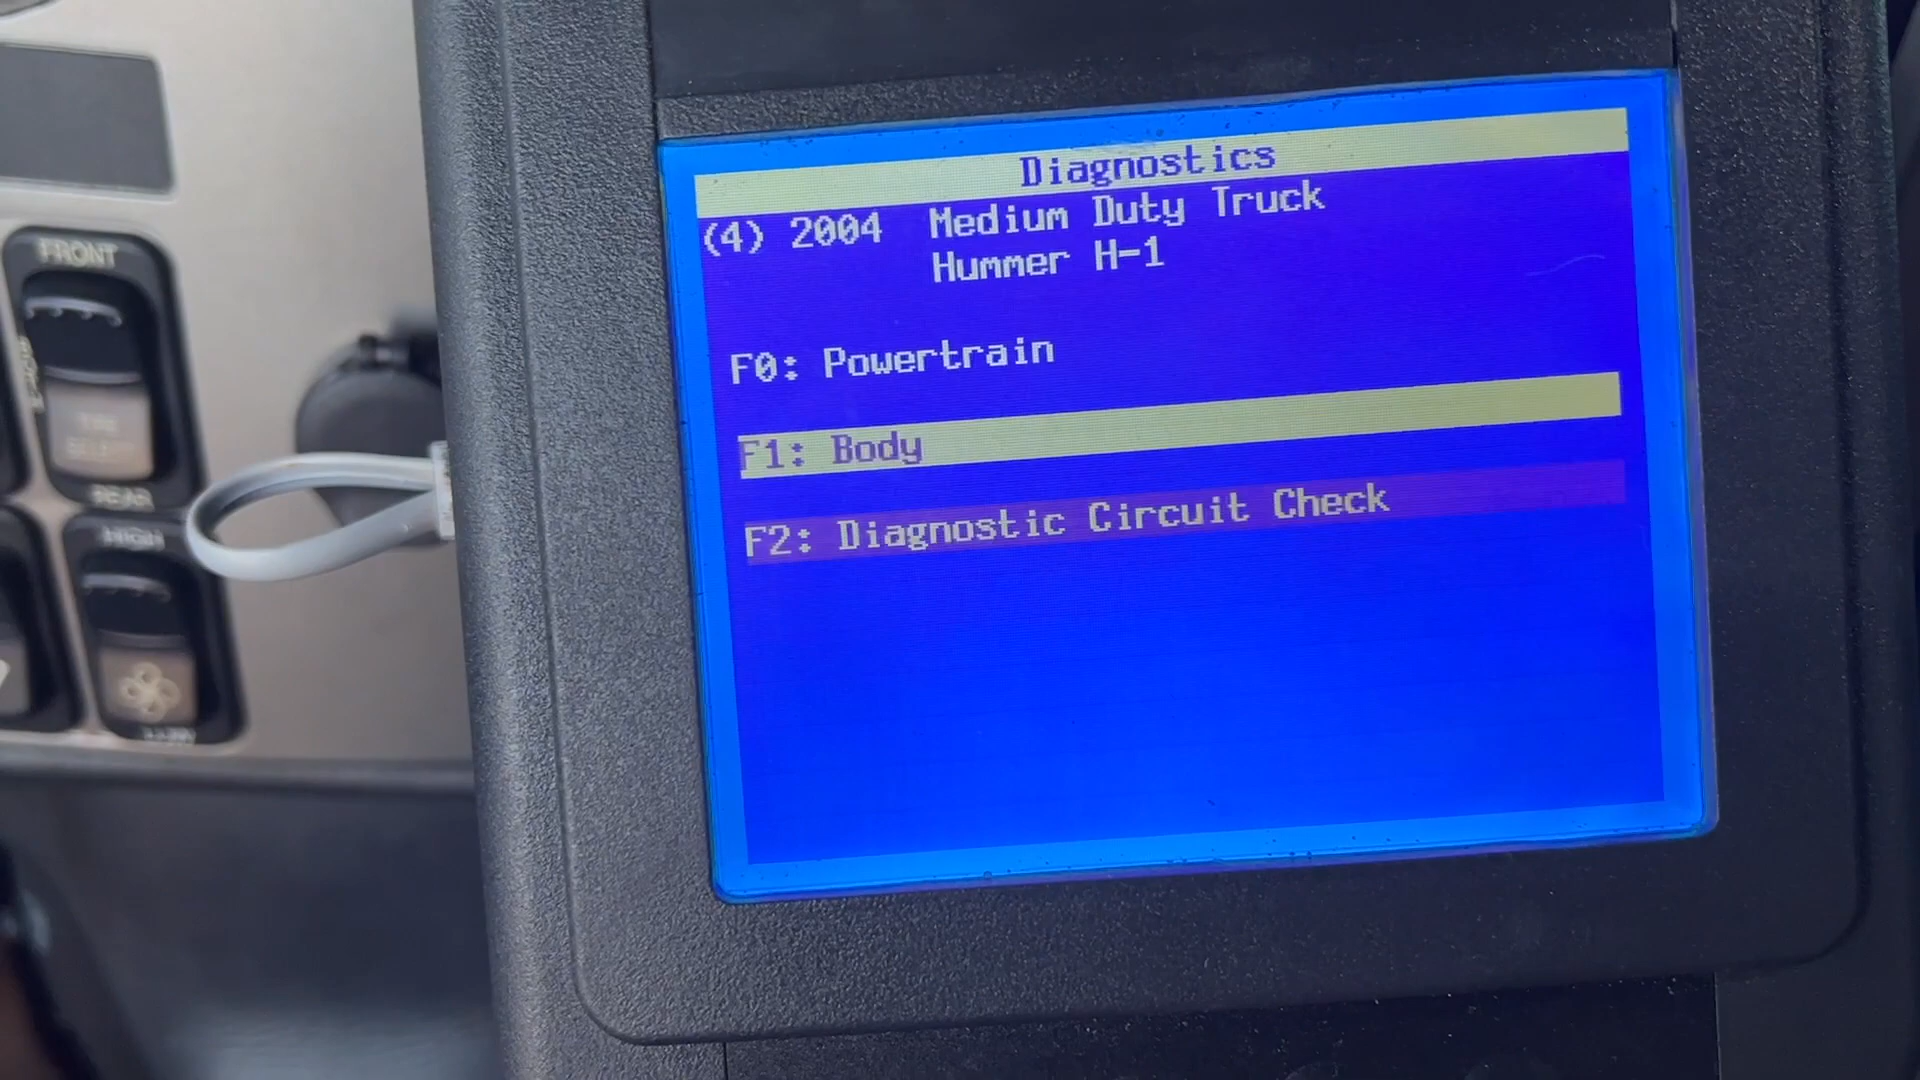 FRONT
REAR
HIGH
Diagnostics
(4) 2004 Medium Duty Truck
Hummer H-1
F0: Powertrain
F1: Body
F2: Diagnostic Circuit Check